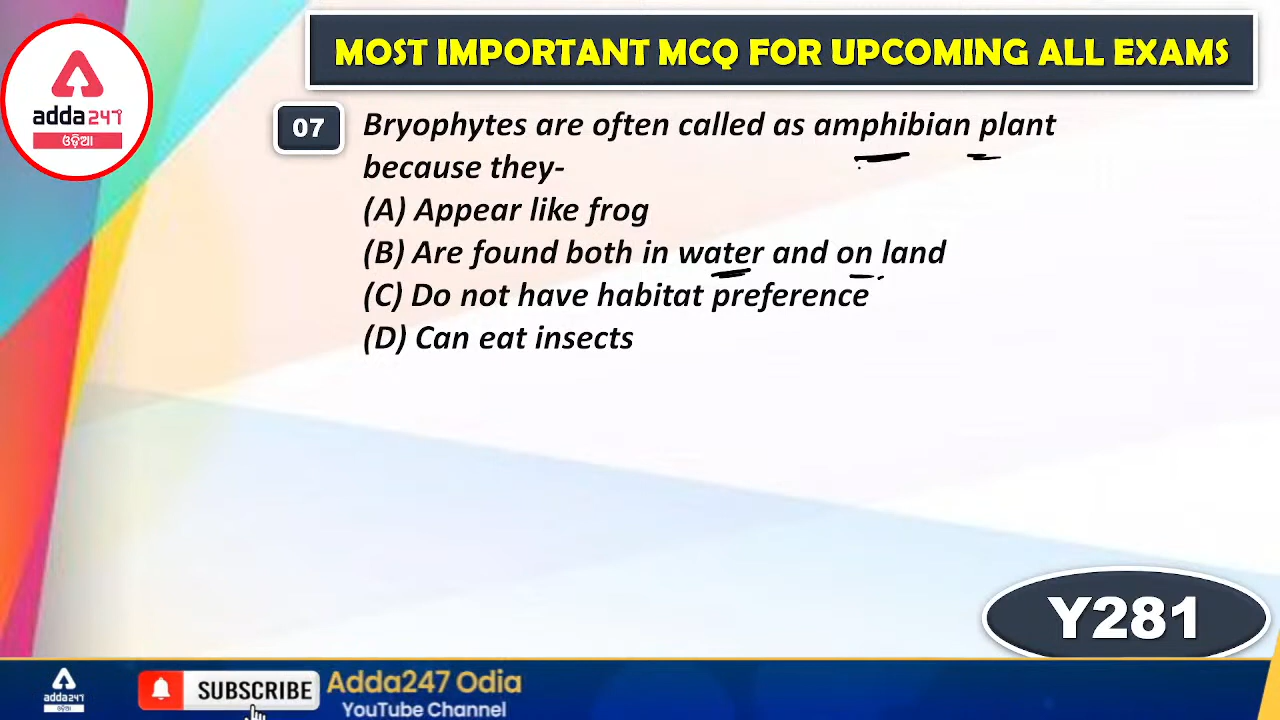 MOST IMPORTANT MCQ FOR UPCOMING ALL EXAMS
adda247
ଓଡ଼ିଆ
07
Bryophytes are often called as amphibian plant
because they-
(A) Appear like frog
(B) Are found both in water and on land
(C) Do not have habitat preference
(D) Can eat insects
Y281
adda247
ଓଡ଼ିଆ
SUBSCRIBE
Adda247 Odia
YouTube Channel